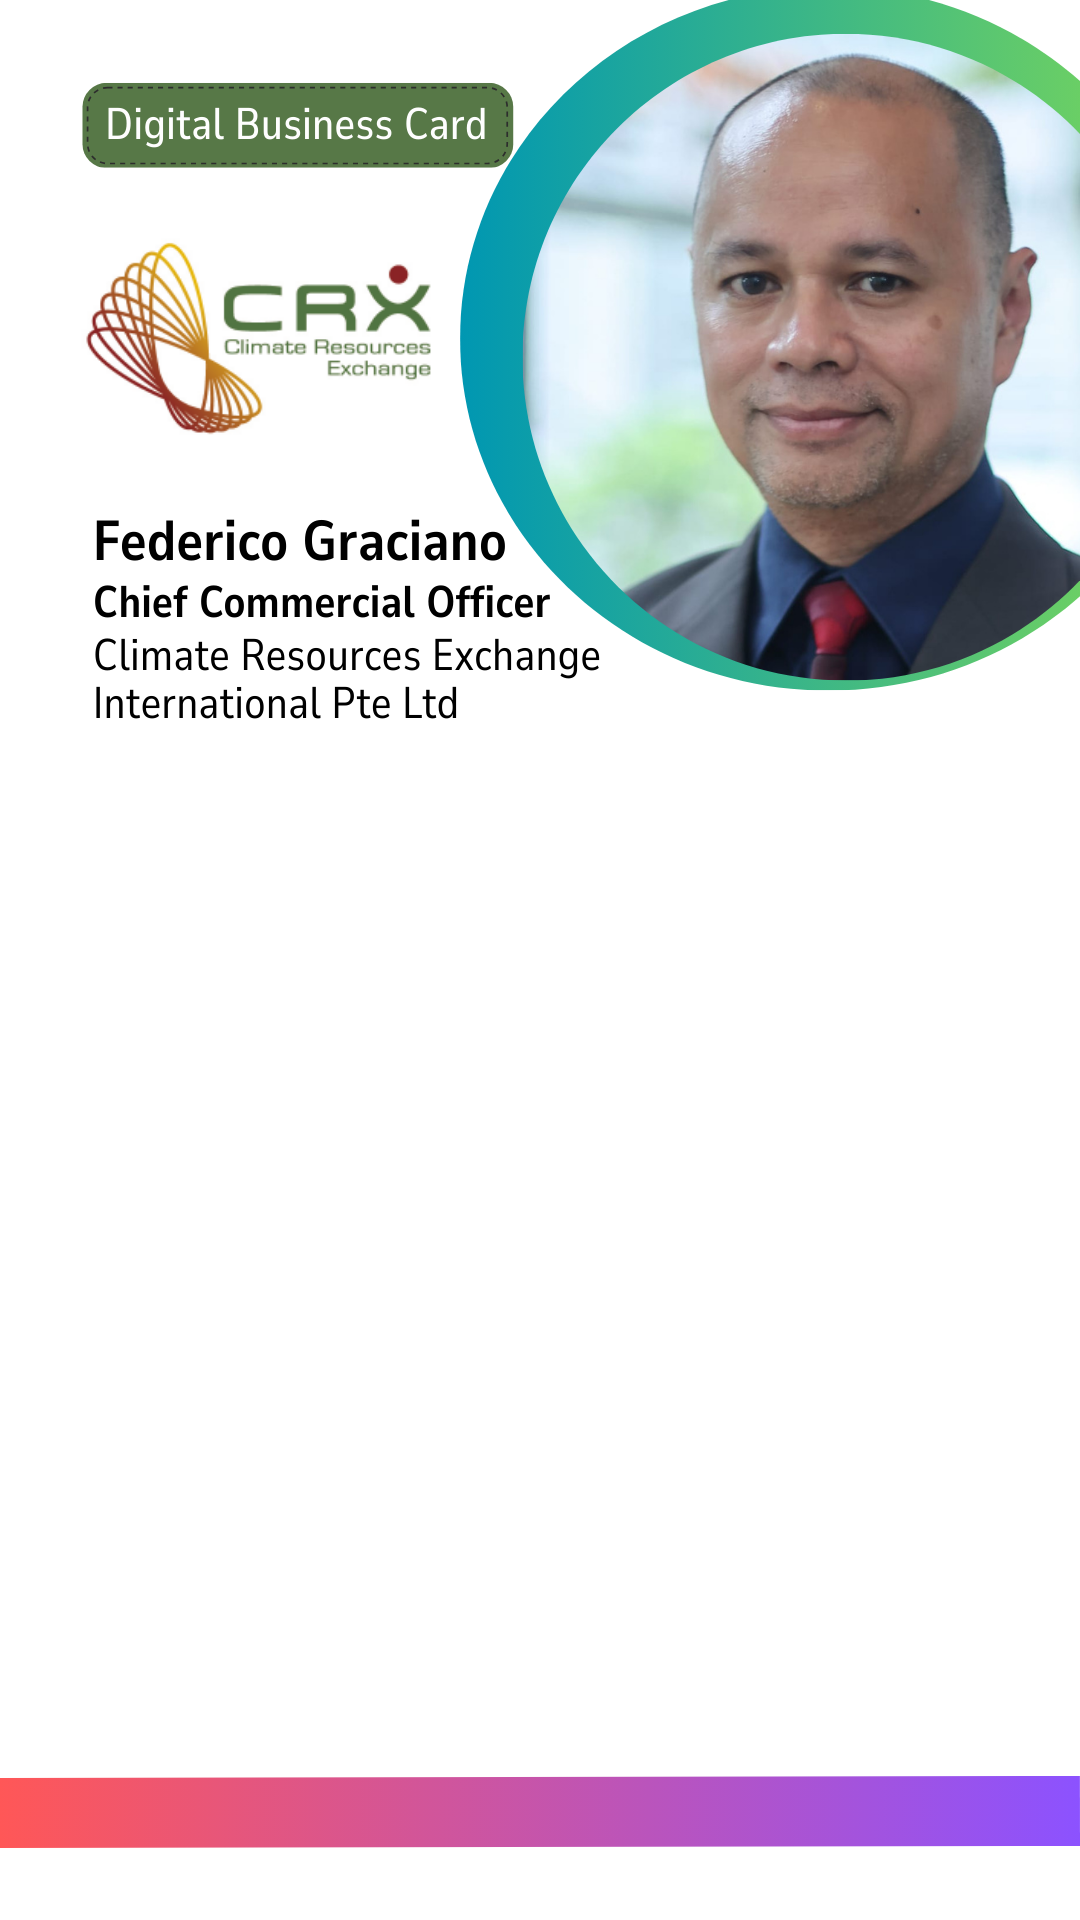 Digital Business Card
CRX
Climate Resources
Exchange
Federico Graciano
Chief Commercial Officer
Climate Resources Exchange
International Pte Ltd